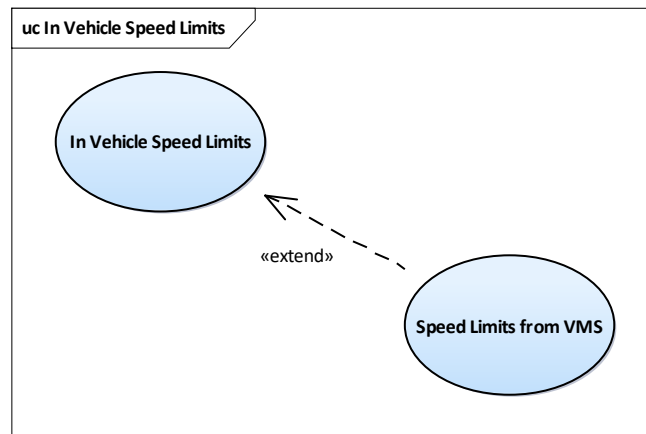 uc In Vehicle Speed Limits
In Vehicle Speed Limits
«extend»
Speed Limits from VMS